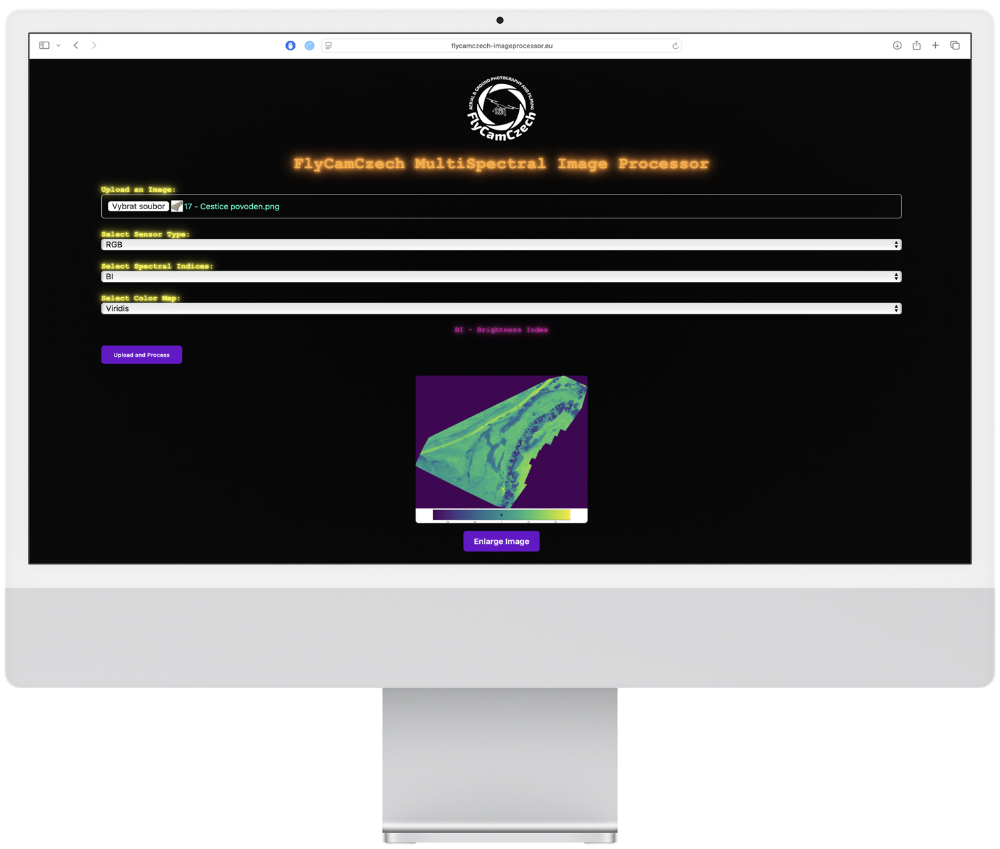 flycamczech-imageprocessor.eu
AERIAL & GROUND PHOTOGRAPHY AND FILMING
FlyCamCzech
FlyCamCzech MultiSpectral Image Processor
Upload an Image:
Vybrat soubor 17 - Cestice povoden.png
Select Sensor Type:
RGB
Select Spectral Indices:
BI
Select Color Map:
Viridis
BI - Brightness Index
Upload and Process
Enlarge Image